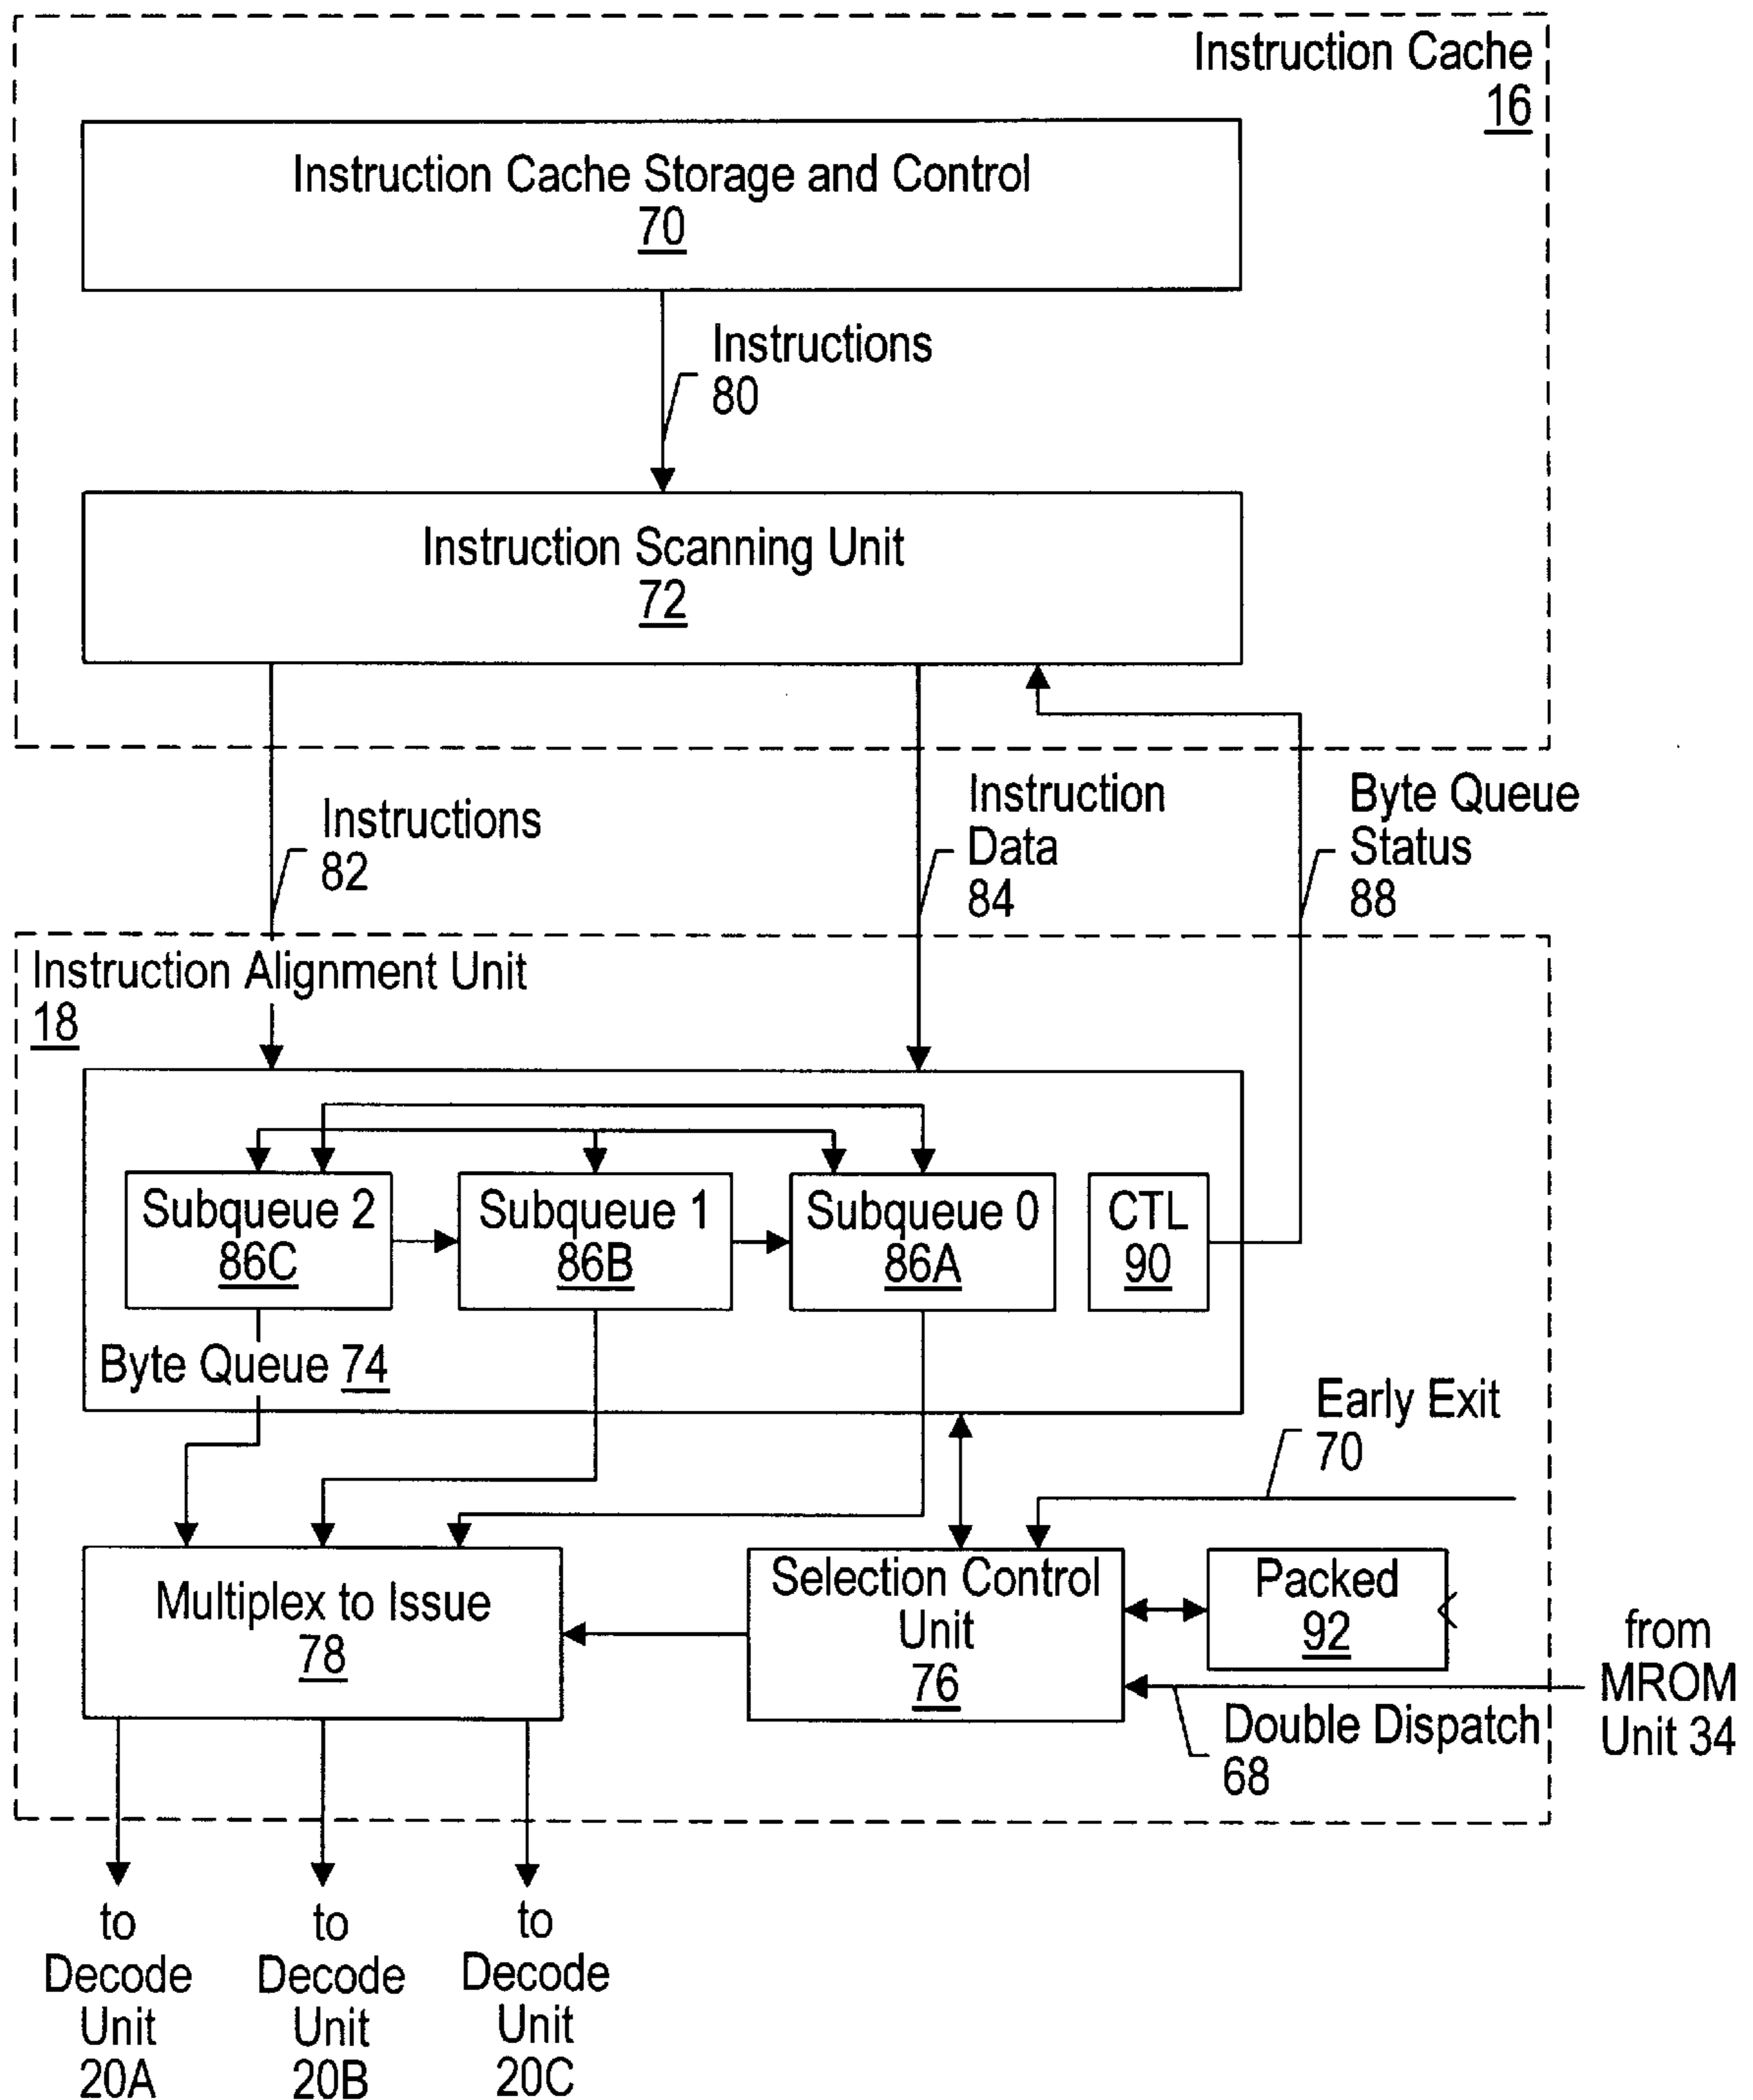 Instruction Cache
16
Instruction Cache Storage and Control
70
Instructions
80
Instruction Scanning Unit
72
Instructions
82
Instruction
Data
84
Byte Queue
Status
88
Instruction Alignment Unit
18
Subqueue 2
86C
Subqueue 1
86B
Subqueue 0
86A
CTL
90
Byte Queue 74
Early Exit
70
Multiplex to Issue
78
Selection Control
Unit
76
Packed
92
from
MROM
Unit 34
Double Dispatch
68
to
Decode
Unit
20A
to
Decode
Unit
20B
to
Decode
Unit
20C